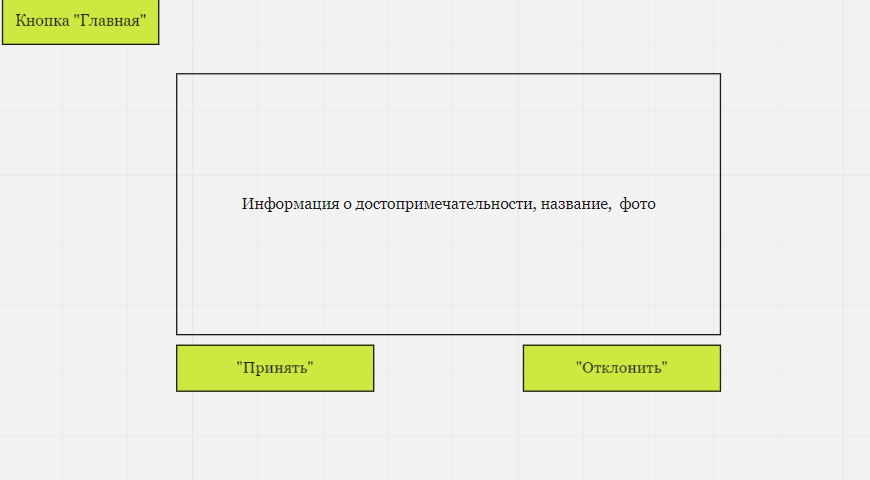 Кнопка "Главная"
Информация о достопримечательности, название,  фото
"Принять"
"Отклонить"